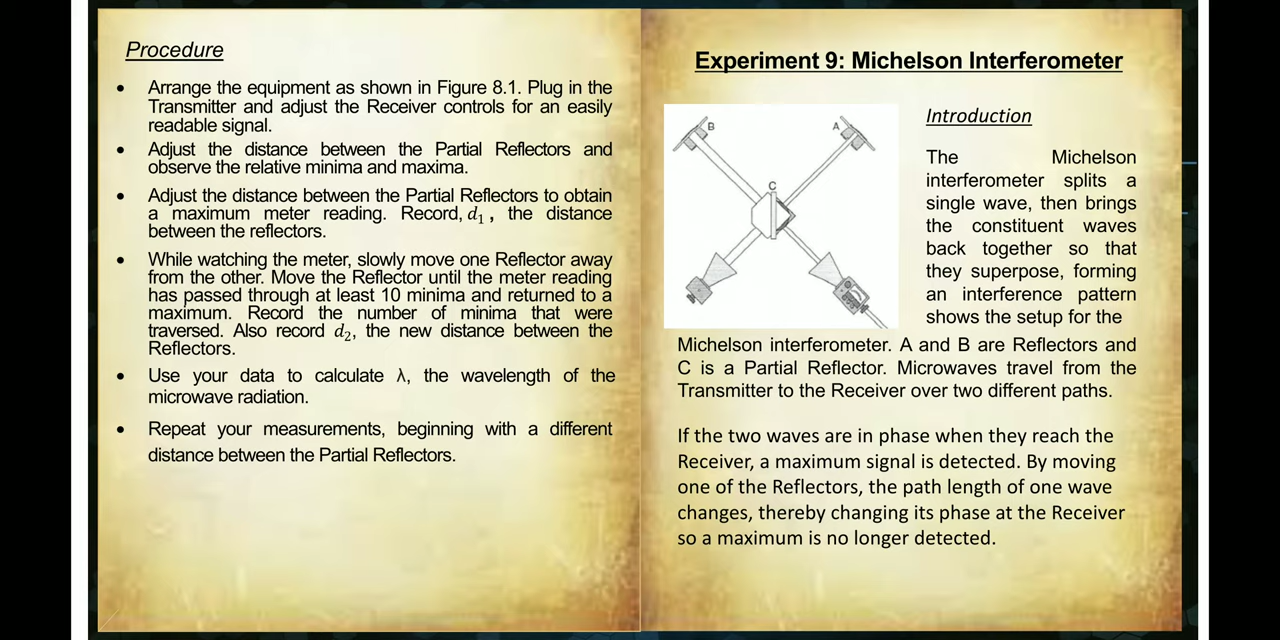 Procedure
• Arrange the equipment as shown in Figure 8.1. Plug in the
Transmitter and adjust the Receiver controls for an easily
readable signal.
• Adjust the distance between the Partial Reflectors and
observe the relative minima and maxima.
• Adjust the distance between the Partial Reflectors to obtain
a maximum meter reading. Record, d₁ , the distance
between the reflectors.
• While watching the meter, slowly move one Reflector away
from the other. Move the Reflector until the meter reading
has passed through at least 10 minima and returned to a
maximum. Record the number of minima that were
traversed. Also record d₂, the new distance between the
Reflectors.
• Use your data to calculate λ, the wavelength of the
microwave radiation.
• Repeat your measurements, beginning with a different
distance between the Partial Reflectors.
Experiment 9: Michelson Interferometer
B
A
C
Introduction
The Michelson
interferometer splits a
single wave, then brings
the constituent waves
back together so that
they superpose, forming
an interference pattern
shows the setup for the
Michelson interferometer. A and B are Reflectors and
C is a Partial Reflector. Microwaves travel from the
Transmitter to the Receiver over two different paths.
If the two waves are in phase when they reach the
Receiver, a maximum signal is detected. By moving
one of the Reflectors, the path length of one wave
changes, thereby changing its phase at the Receiver
so a maximum is no longer detected.